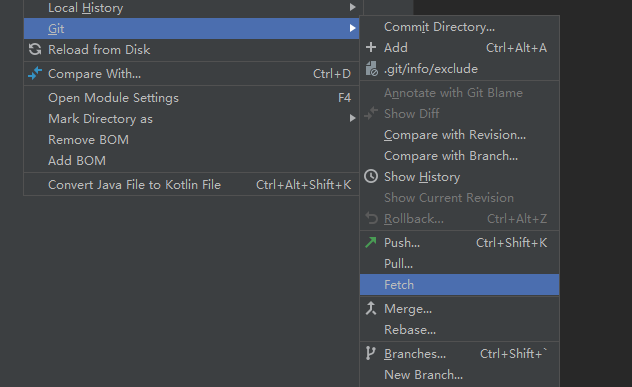 Local History
Git
Reload from Disk
Compare With... Ctrl+D
Open Module Settings F4
Mark Directory as
Remove BOM
Add BOM
Convert Java File to Kotlin File Ctrl+Alt+Shift+K
Commit Directory...
Add Ctrl+Alt+A
.git/info/exclude
Annotate with Git Blame
Show Diff
Compare with Revision...
Compare with Branch...
Show History
Show Current Revision
Rollback... Ctrl+Alt+Z
Push... Ctrl+Shift+K
Pull...
Fetch
Merge...
Rebase...
Branches... Ctrl+Shift+`
New Branch...